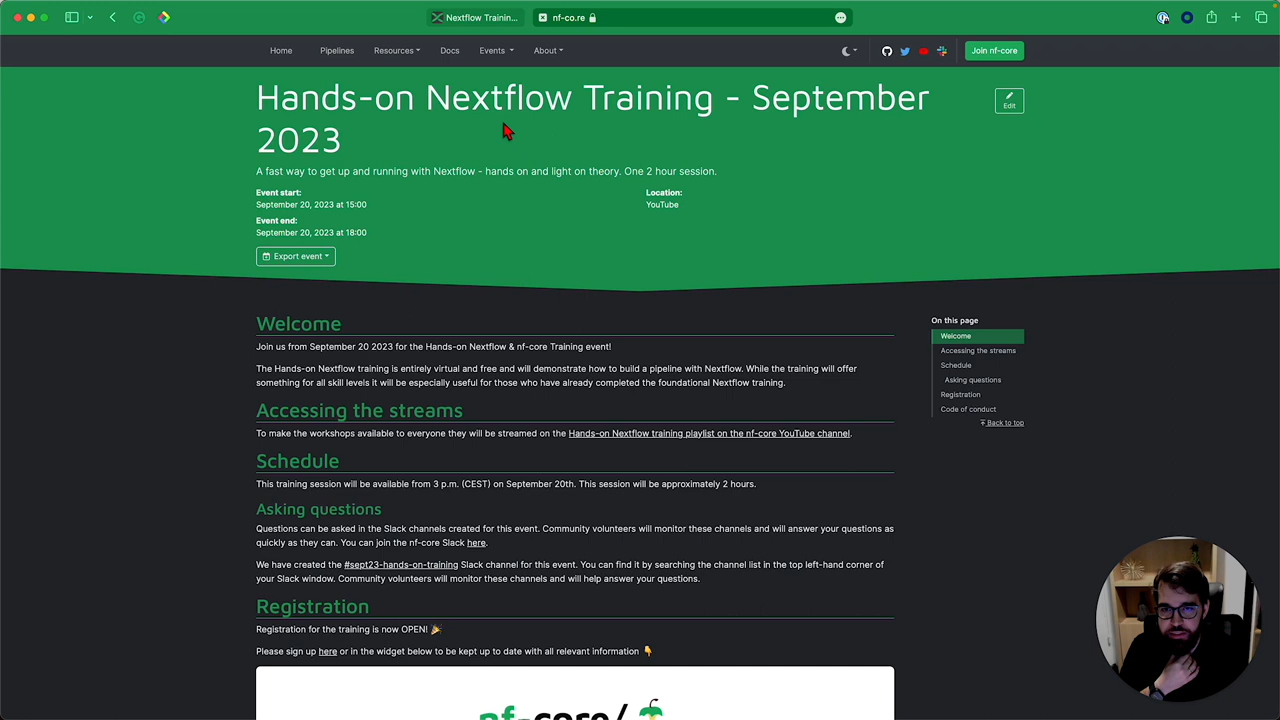 Nextflow Trainin...
nf-co.re
Home
Pipelines
Resources
Docs
Events
About
Join nf-core
Hands-on Nextflow Training - September
2023
Edit
A fast way to get up and running with Nextflow - hands on and light on theory. One 2 hour session.
Event start:
September 20, 2023 at 15:00
Location:
YouTube
Event end:
September 20, 2023 at 18:00
Export event
Welcome
Join us from September 20 2023 for the Hands-on Nextflow & nf-core Training event!
The Hands-on Nextflow training is entirely virtual and free and will demonstrate how to build a pipeline with Nextflow. While the training will offer
something for all skill levels it will be especially useful for those who have already completed the foundational Nextflow training.
Accessing the streams
To make the workshops available to everyone they will be streamed on the Hands-on Nextflow training playlist on the nf-core YouTube channel.
Schedule
This training session will be available from 3 p.m. (CEST) on September 20th. This session will be approximately 2 hours.
Asking questions
Questions can be asked in the Slack channels created for this event. Community volunteers will monitor these channels and will answer your questions as
quickly as they can. You can join the nf-core Slack here.
We have created the #sept23-hands-on-training Slack channel for this event. You can find it by searching the channel list in the top left-hand corner of
your Slack window. Community volunteers will monitor these channels and will help answer your questions.
Registration
Registration for the training is now OPEN! 🎉
Please sign up here or in the widget below to be kept up to date with all relevant information 👇
nf-core/
On this page
Welcome
Accessing the streams
Schedule
Asking questions
Registration
Code of conduct
Back to top